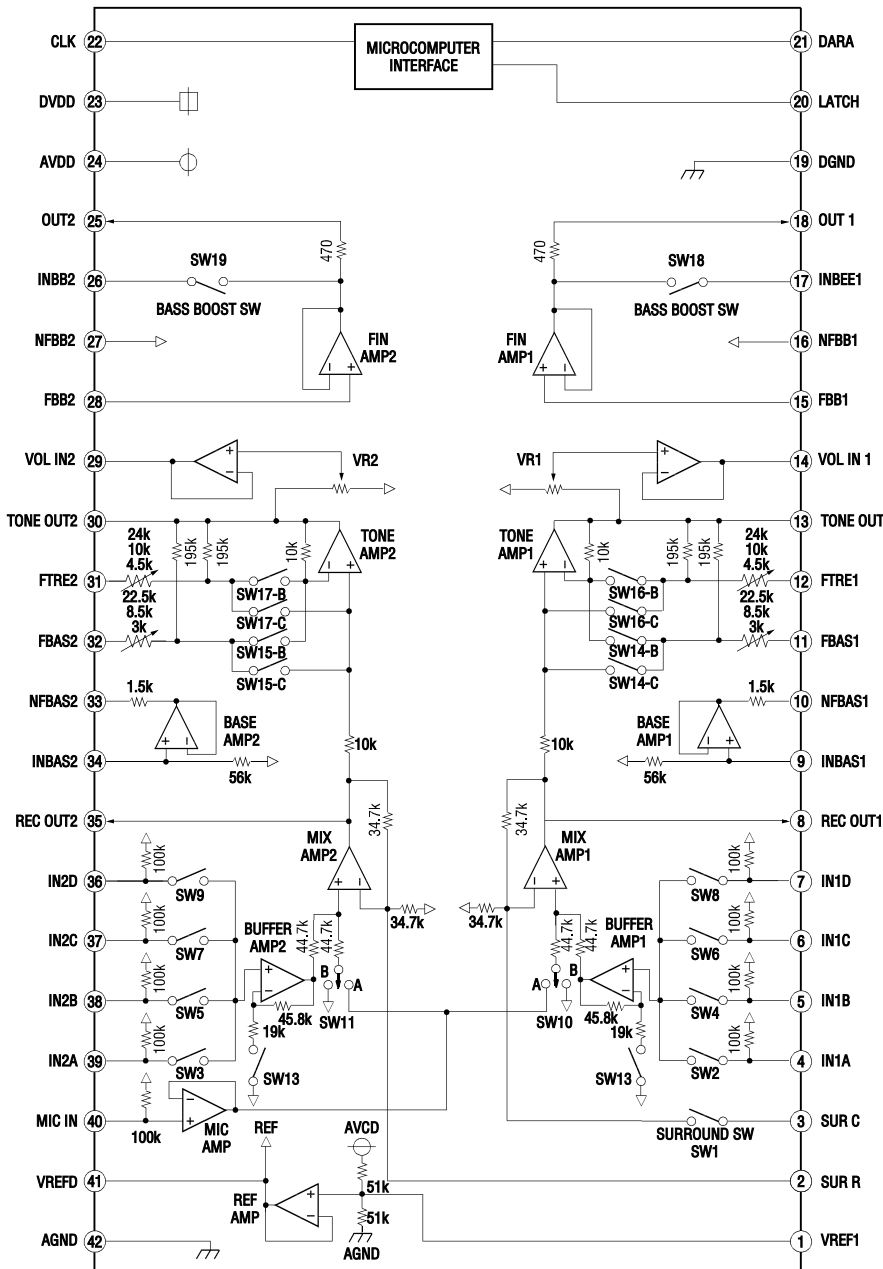 CLK 22 MICROCOMPUTER INTERFACE 21 DARA
DVDD 23 20 LATCH
AVDD 24 19 DGND
OUT2 25 18 OUT 1
470 470
SW19 SW18
INBB2 26 17 INBEE1
BASS BOOST SW BASS BOOST SW
NFBB2 27 FIN AMP2 FIN AMP1 16 NFBB1
FBB2 28 15 FBB1
VOL IN2 29 VR2 VR1 14 VOL IN 1
TONE OUT2 30 13 TONE OUT
24k 10k 4.5k 195k 195k 10k TONE AMP2 TONE AMP1 10k 195k 195k 24k 10k 4.5k
FTRE2 31 12 FTRE1
SW17-B SW16-B
22.5k 8.5k 3k SW17-C SW16-C 22.5k 8.5k 3k
FBAS2 32 11 FBAS1
SW15-B SW14-B
SW15-C SW14-C
NFBAS2 33 1.5k 1.5k 10 NFBAS1
BASE AMP2 10k 10k BASE AMP1
INBAS2 34 9 INBAS1
56k 56k
REC OUT2 35 34.7k 34.7k 8 REC OUT1
MIX AMP2 MIX AMP1
100k 100k
IN2D 36 7 IN1D
SW9 SW8
34.7k 34.7k
100k BUFFER AMP2 44.7k 44.7k 44.7k 44.7k BUFFER AMP1 100k
IN2C 37 6 IN1C
SW7 SW6
100k B A A B 100k
IN2B 38 5 IN1B
SW5 45.8k SW11 SW10 45.8k SW4
100k 19k 19k 100k
IN2A 39 4 IN1A
SW3 SW13 SW13 SW2
MIC IN 40 3 SUR C
100k MIC AMP REF AVCD SURROUND SW SW1
VREFD 41 51k 2 SUR R
REF AMP 51k
AGND 42 AGND 1 VREF1